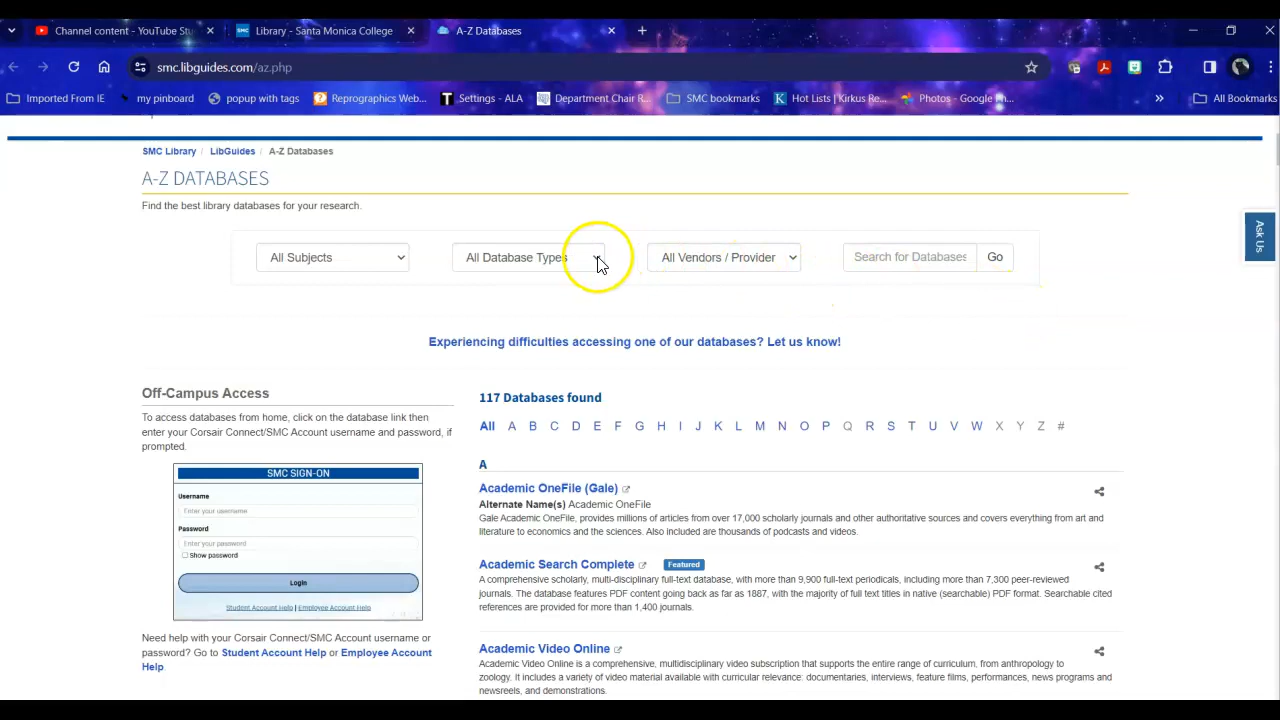 Channel content - YouTube Stu
Library - Santa Monica College
A-Z Databases
smc.libguides.com/az.php
Imported From IE
my pinboard
popup with tags
Reprographics Web...
Settings - ALA
Department Chair R...
SMC bookmarks
Hot Lists | Kirkus Re...
Photos - Google Ph...
»
All Bookmarks
SMC Library / LibGuides / A-Z Databases
A-Z DATABASES
Find the best library databases for your research.
All Subjects
All Database Types
All Vendors / Provider
Search for Databases
Go
Ask Us
Experiencing difficulties accessing one of our databases? Let us know!
Off-Campus Access
To access databases from home, click on the database link then
enter your Corsair Connect/SMC Account username and password, if
prompted.
SMC SIGN-ON
Username
Enter your username
Password
Enter your password
Show password
Login
Student Account Help | Employee Account Help
Need help with your Corsair Connect/SMC Account username or
password? Go to Student Account Help or Employee Account
Help.
117 Databases found
All A B C D E F G H I J K L M N O P Q R S T U V W X Y Z #
A
Academic OneFile (Gale)
Alternate Name(s) Academic OneFile
Gale Academic OneFile, provides millions of articles from over 17,000 scholarly journals and other authoritative sources and covers everything from art and
literature to economics and the sciences. Also included are thousands of podcasts and videos.
Academic Search Complete Featured
A comprehensive scholarly, multi-disciplinary full-text database, with more than 9,900 full-text periodicals, including more than 7,300 peer-reviewed
journals. The database features PDF content going back as far as 1887, with the majority of full text titles in native (searchable) PDF format. Searchable cited
references are provided for more than 1,400 journals.
Academic Video Online
Academic Video Online is a comprehensive, multidisciplinary video subscription that supports the entire range of curriculum, from anthropology to
zoology. It includes a variety of video material available with curricular relevance: documentaries, interviews, feature films, performances, news programs and
newsreels, and demonstrations.